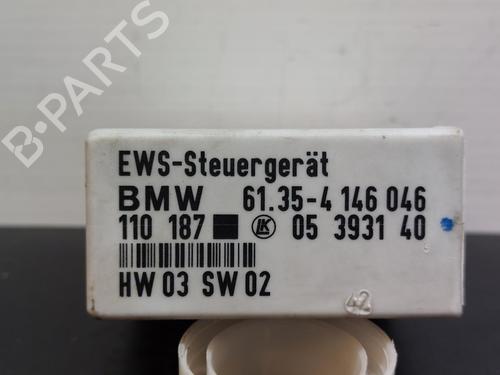 B-PARTS
EWS-Steuergerät
BMW 61.35-4 146 046
110 187 LK 05 3931 40
HW 03 SW 02
42